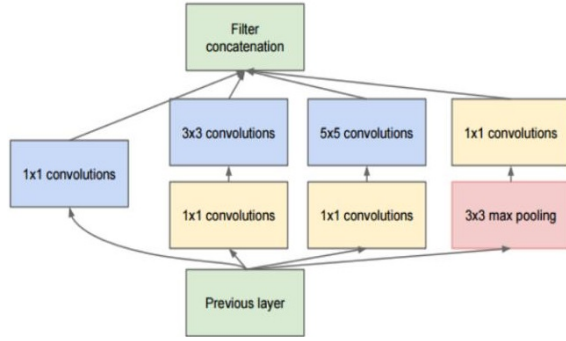 Filter
concatenation
3x3 convolutions
5x5 convolutions
1x1 convolutions
1x1 convolutions
1x1 convolutions
1x1 convolutions
3x3 max pooling
Previous layer